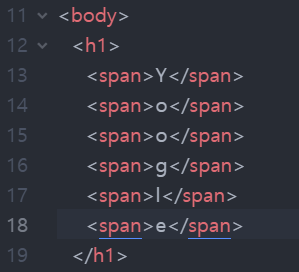 11 <body>
12 <h1>
13 <span>Y</span>
14 <span>o</span>
15 <span>o</span>
16 <span>g</span>
17 <span>l</span>
18 <span>e</span>
19 </h1>